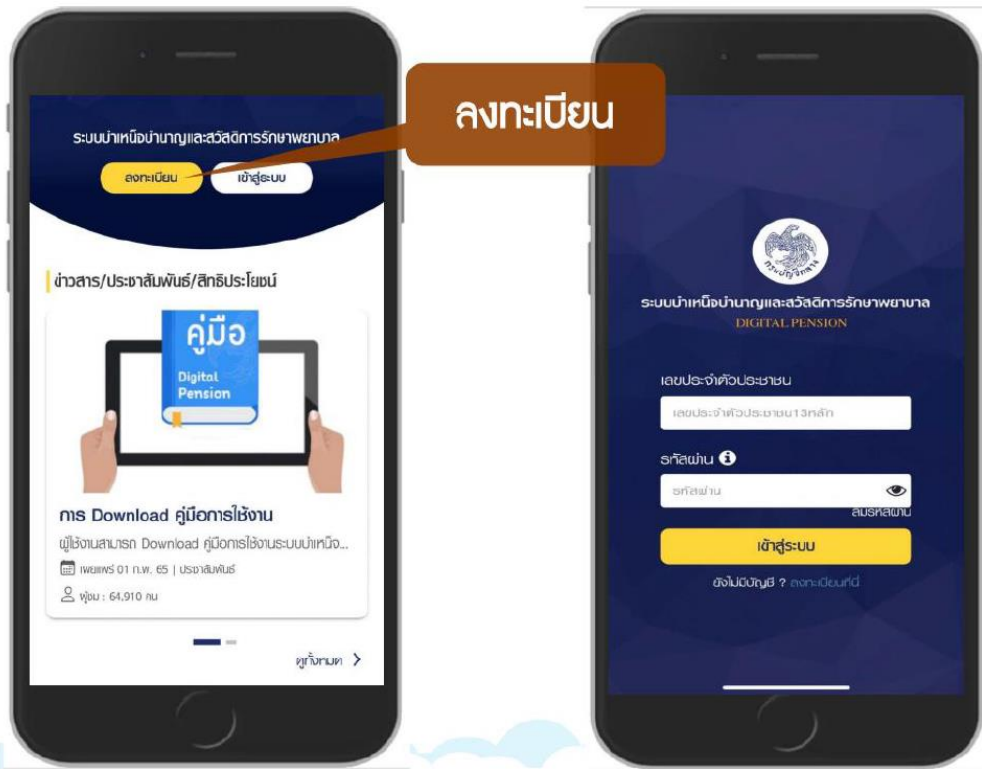 ลงทะเบียน
ระบบบำเหน็จบำนาญและสวัสดิการรักษาพยาบาล
ลงทะเบียน
เข้าสู่ระบบ
ข่าวสาร/ประชาสัมพันธ์/สิทธิประโยชน์
คู่มือ
Digital
Pension
การ Download คู่มือการใช้งาน
ผู้ใช้งานสามารถ Download คู่มือการใช้งานระบบบำเหน็จ...
เผยแพร่ 01 ก.พ. 65 | ประชาสัมพันธ์
ผู้ชม : 64,910 คน
ดูทั้งหมด >
กรมบัญชีกลาง
ระบบบำเหน็จบำนาญและสวัสดิการรักษาพยาบาล
DIGITAL PENSION
เลขประจำตัวประชาชน
เลขประจำตัวประชาชน13หลัก
รหัสผ่าน
รหัสผ่าน
ลืมรหัสผ่าน
เข้าสู่ระบบ
ยังไม่มีบัญชี ? ลงทะเบียนที่นี่